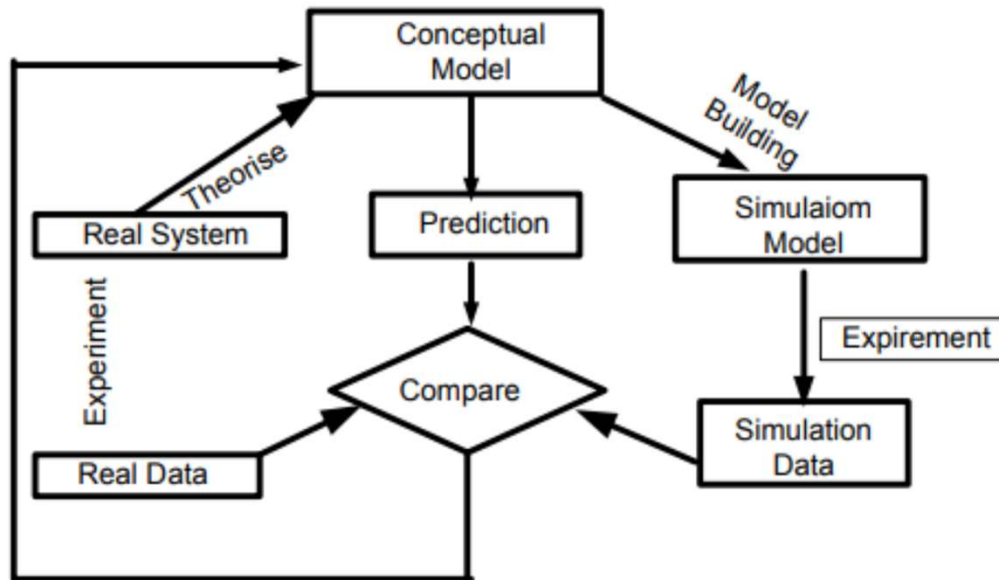 Conceptual
Model
Model
Building
Theorise
Real System
Prediction
Simulaiom
Model
Experiment
Expirement
Compare
Simulation
Data
Real Data